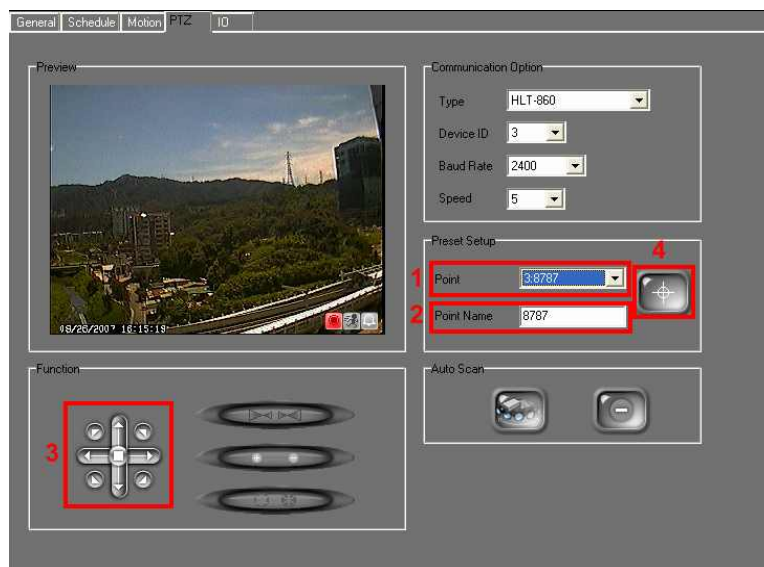 General Schedule Motion PTZ IO
Preview
09/26/2007 16:15:19
Communication Option
Type HLT-860
Device ID 3
Baud Rate 2400
Speed 5
Preset Setup
4
1 Point 3:8787
2 Point Name 8787
Function
3
Auto Scan